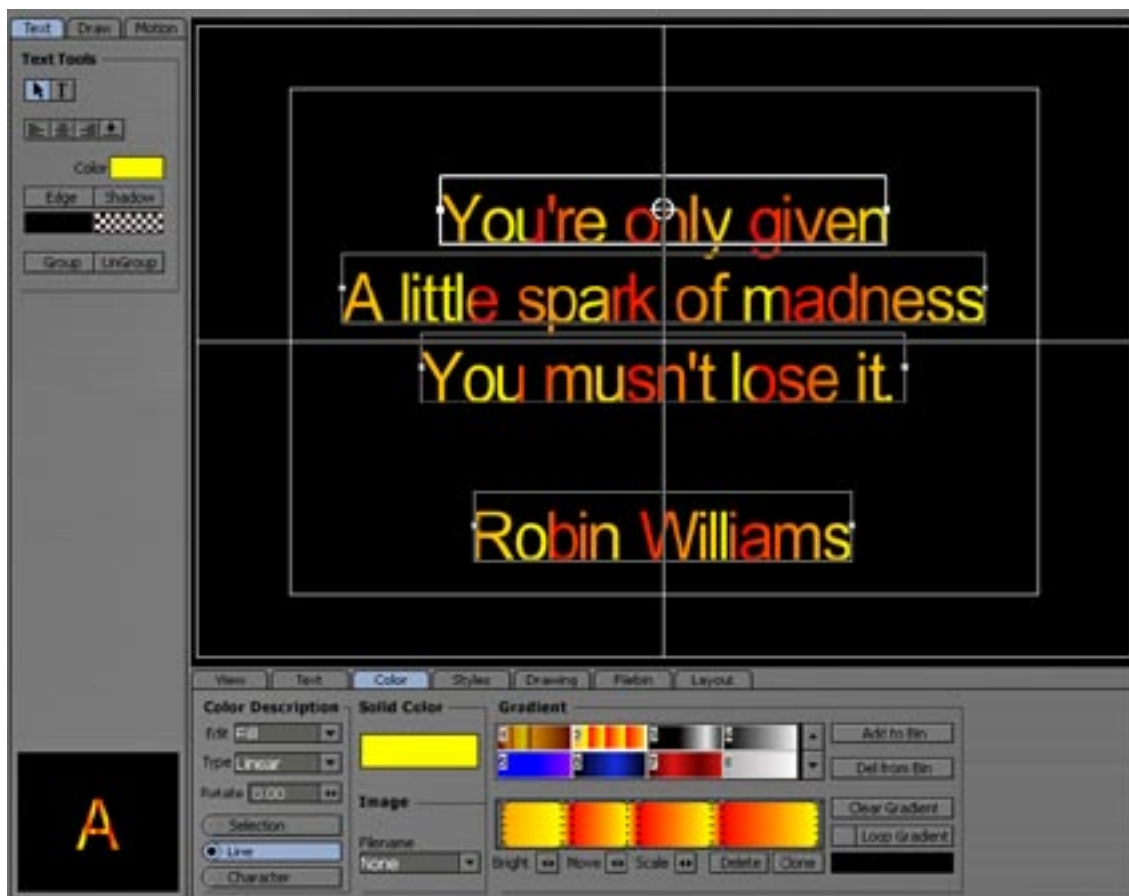 Text Draw Motion
Text Tools
T
Color
Edge Shadow
Group UnGroup
You're only given
A little spark of madness
You musn't lose it.
Robin Williams
View Text Color Styles Drawing Filebin Layout
Color Description Solid Color Gradient
Edit Fill
Add to Bin
Type Linear
Del from Bin
Rotate 0.00
Image
Clear Gradient
Selection
Loop Gradient
Line
Filename
None
Bright Move Scale Delete Clone
Character
A